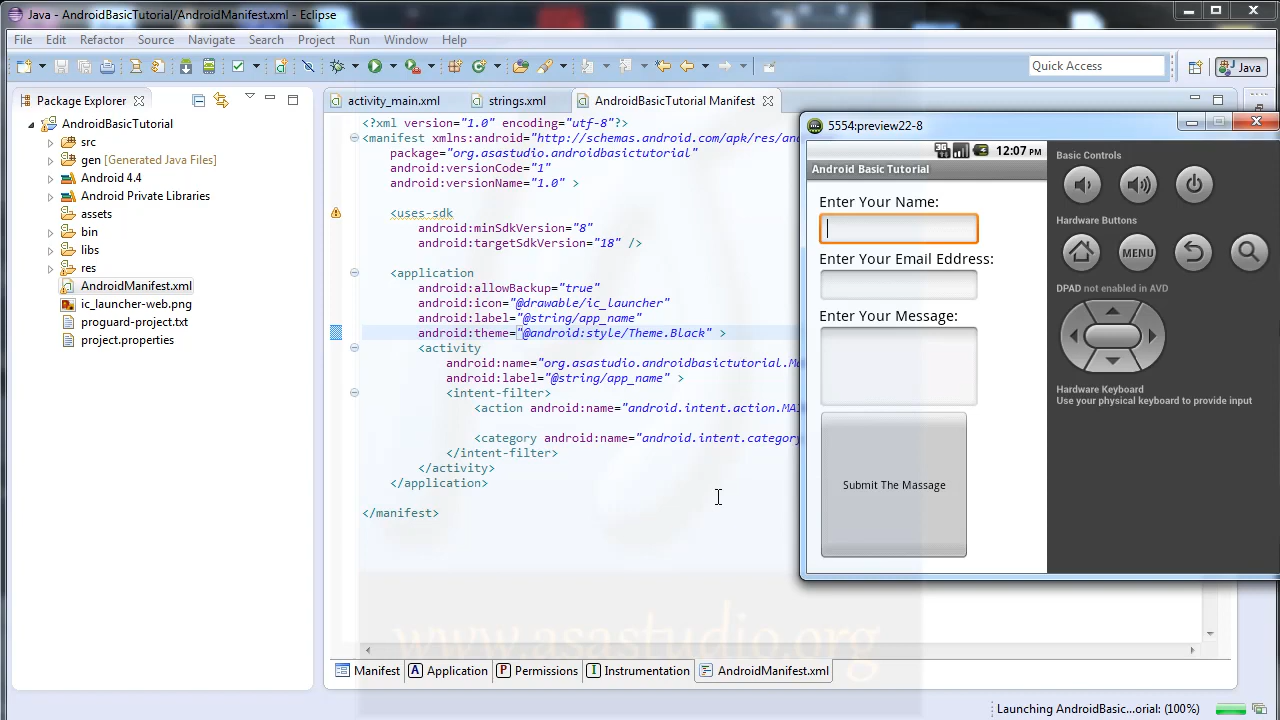 Java - AndroidBasicTutorial/AndroidManifest.xml - Eclipse
File Edit Refactor Source Navigate Search Project Run Window Help
Quick Access
Java
Package Explorer
AndroidBasicTutorial
src
gen [Generated Java Files]
Android 4.4
Android Private Libraries
assets
bin
libs
res
AndroidManifest.xml
ic_launcher-web.png
proguard-project.txt
project.properties
activity_main.xml
strings.xml
AndroidBasicTutorial Manifest
<?xml version="1.0" encoding="utf-8"?>
<manifest xmlns:android="http://schemas.android.com/apk/res/an
package="org.asastudio.androidbasictutorial"
android:versionCode="1"
android:versionName="1.0" >
<uses-sdk
android:minSdkVersion="8"
android:targetSdkVersion="18" />
<application
android:allowBackup="true"
android:icon="@drawable/ic_launcher"
android:label="@string/app_name"
android:theme="@android:style/Theme.Black" >
<activity
android:name="org.asastudio.androidbasictutorial.Ma
android:label="@string/app_name" >
<intent-filter>
<action android:name="android.intent.action.MAI
<category android:name="android.intent.category
</intent-filter>
</activity>
</application>
</manifest>
www.asastudio.org
Manifest
A Application
P Permissions
I Instrumentation
AndroidManifest.xml
5554:preview22-8
3G 12:07 PM
Android Basic Tutorial
Enter Your Name:
Enter Your Email Eddress:
Enter Your Message:
Submit The Massage
Basic Controls
Hardware Buttons
MENU
DPAD not enabled in AVD
Hardware Keyboard
Use your physical keyboard to provide input
Launching AndroidBasic...orial: (100%)